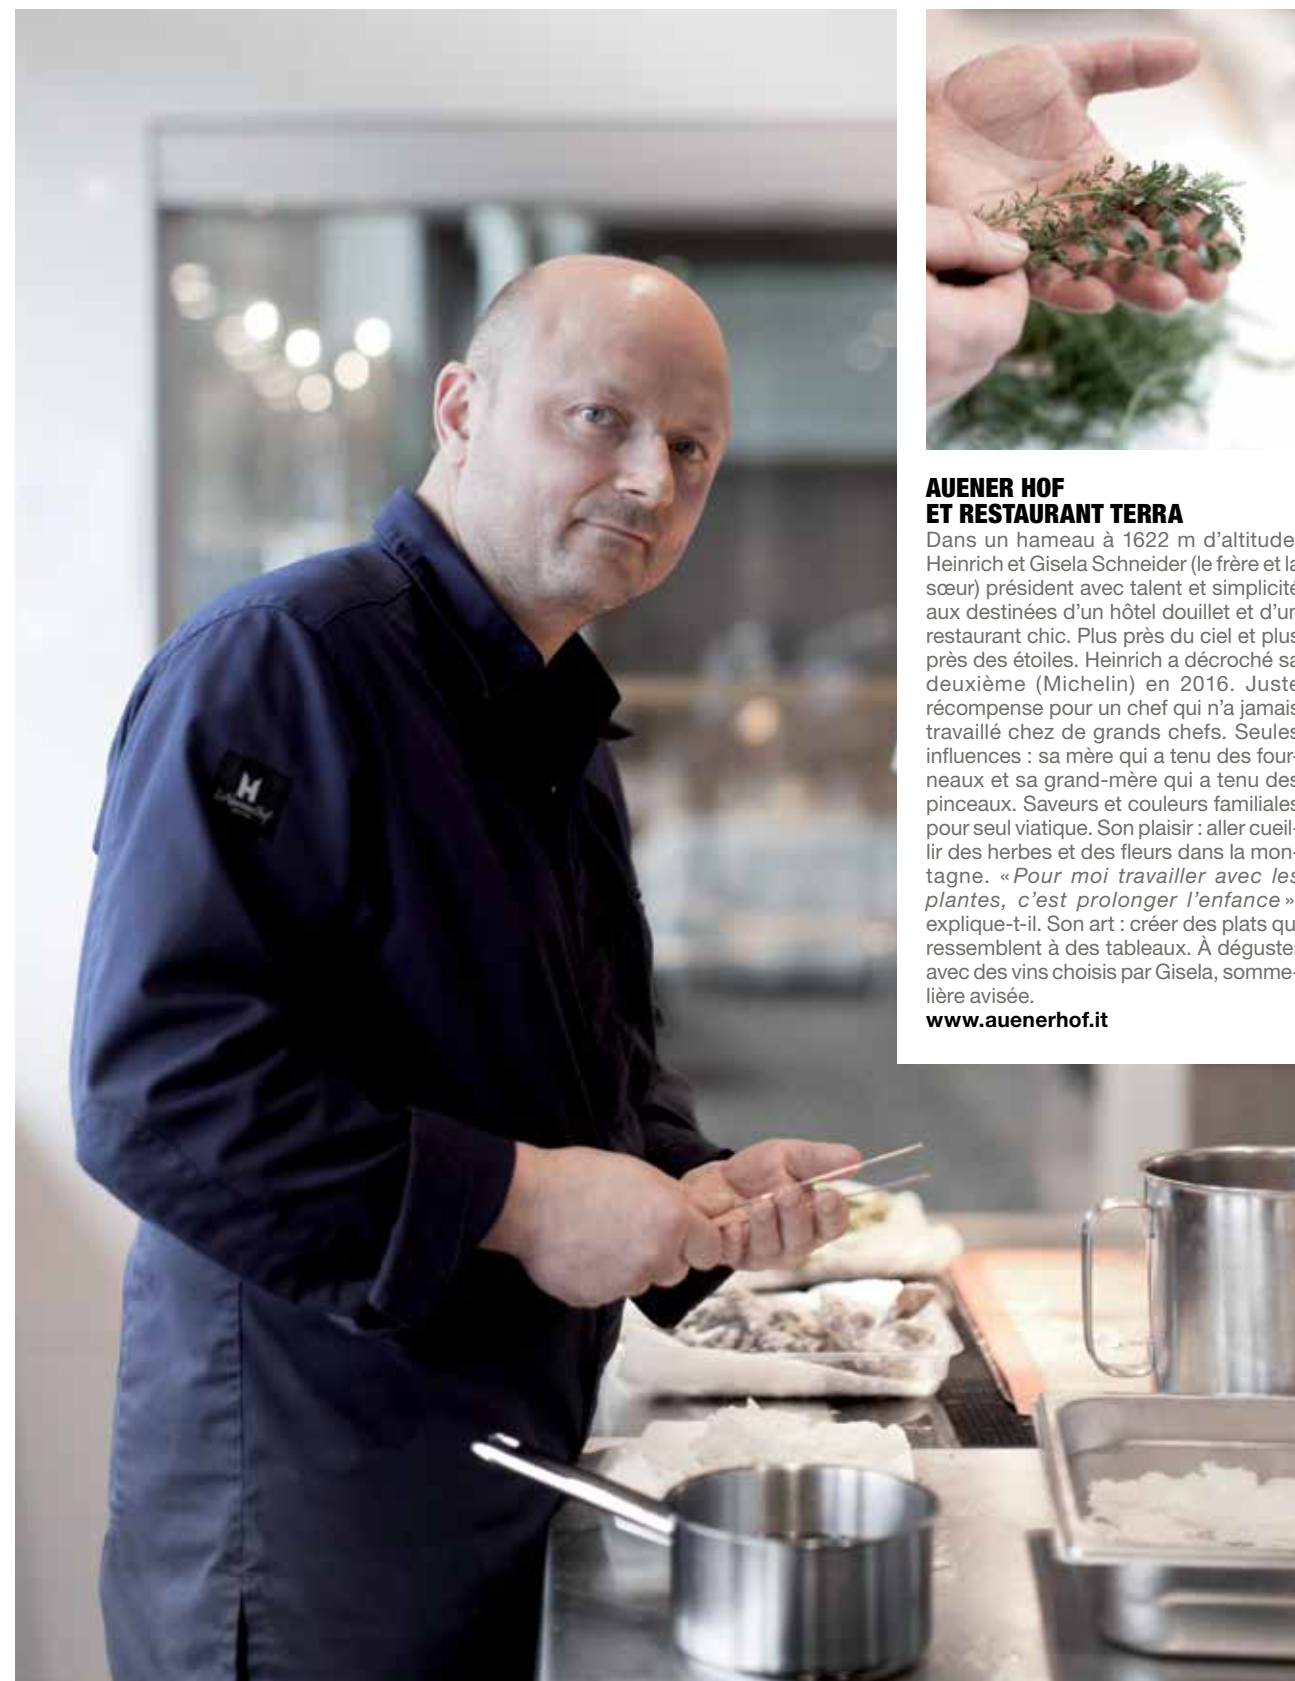 AUENER HOF
ET RESTAURANT TERRA
Dans un hameau à 1622 m d’altitude
Heinrich et Gisela Schneider (le frère et la
sœur) président avec talent et simplicité
aux destinées d’un hôtel douillet et d’un
restaurant chic. Plus près du ciel et plus
près des étoiles. Heinrich a décroché sa
deuxième (Michelin) en 2016. Juste
récompense pour un chef qui n’a jamais
travaillé chez de grands chefs. Seules
influences : sa mère qui a tenu des four-
neaux et sa grand-mère qui a tenu des
pinceaux. Saveurs et couleurs familiales
pour seul viatique. Son plaisir : aller cueil-
lir des herbes et des fleurs dans la mon-
tagne. «Pour moi travailler avec les
plantes, c’est prolonger l’enfance»
explique-t-il. Son art : créer des plats qu
ressemblent à des tableaux. À déguster
avec des vins choisis par Gisela, somme-
lière avisée.
www.auenerhof.it
H